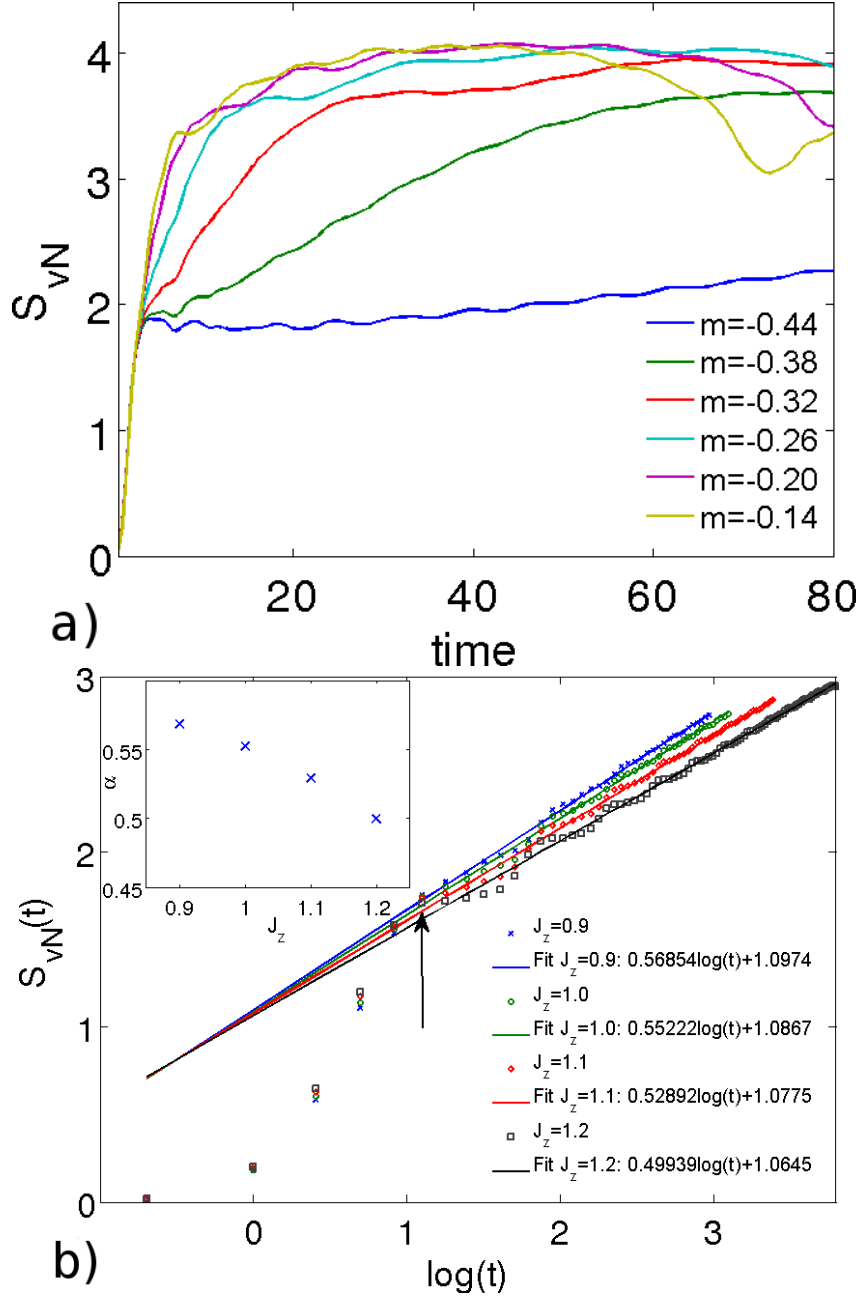 4
3
2
1
0
S_vN
m=-0.44
m=-0.38
m=-0.32
m=-0.26
m=-0.20
m=-0.14
20 40 60 80
time
a)
3
2
1
0
S_vN(t)
0.55
0.5
0.45
α
0.9 1 1.1 1.2
J_z
J_z=0.9
Fit J_z=0.9: 0.56854log(t)+1.0974
J_z=1.0
Fit J_z=1.0: 0.55222log(t)+1.0867
J_z=1.1
Fit J_z=1.1: 0.52892log(t)+1.0775
J_z=1.2
Fit J_z=1.2: 0.49939log(t)+1.0645
0 1 2 3
log(t)
b)